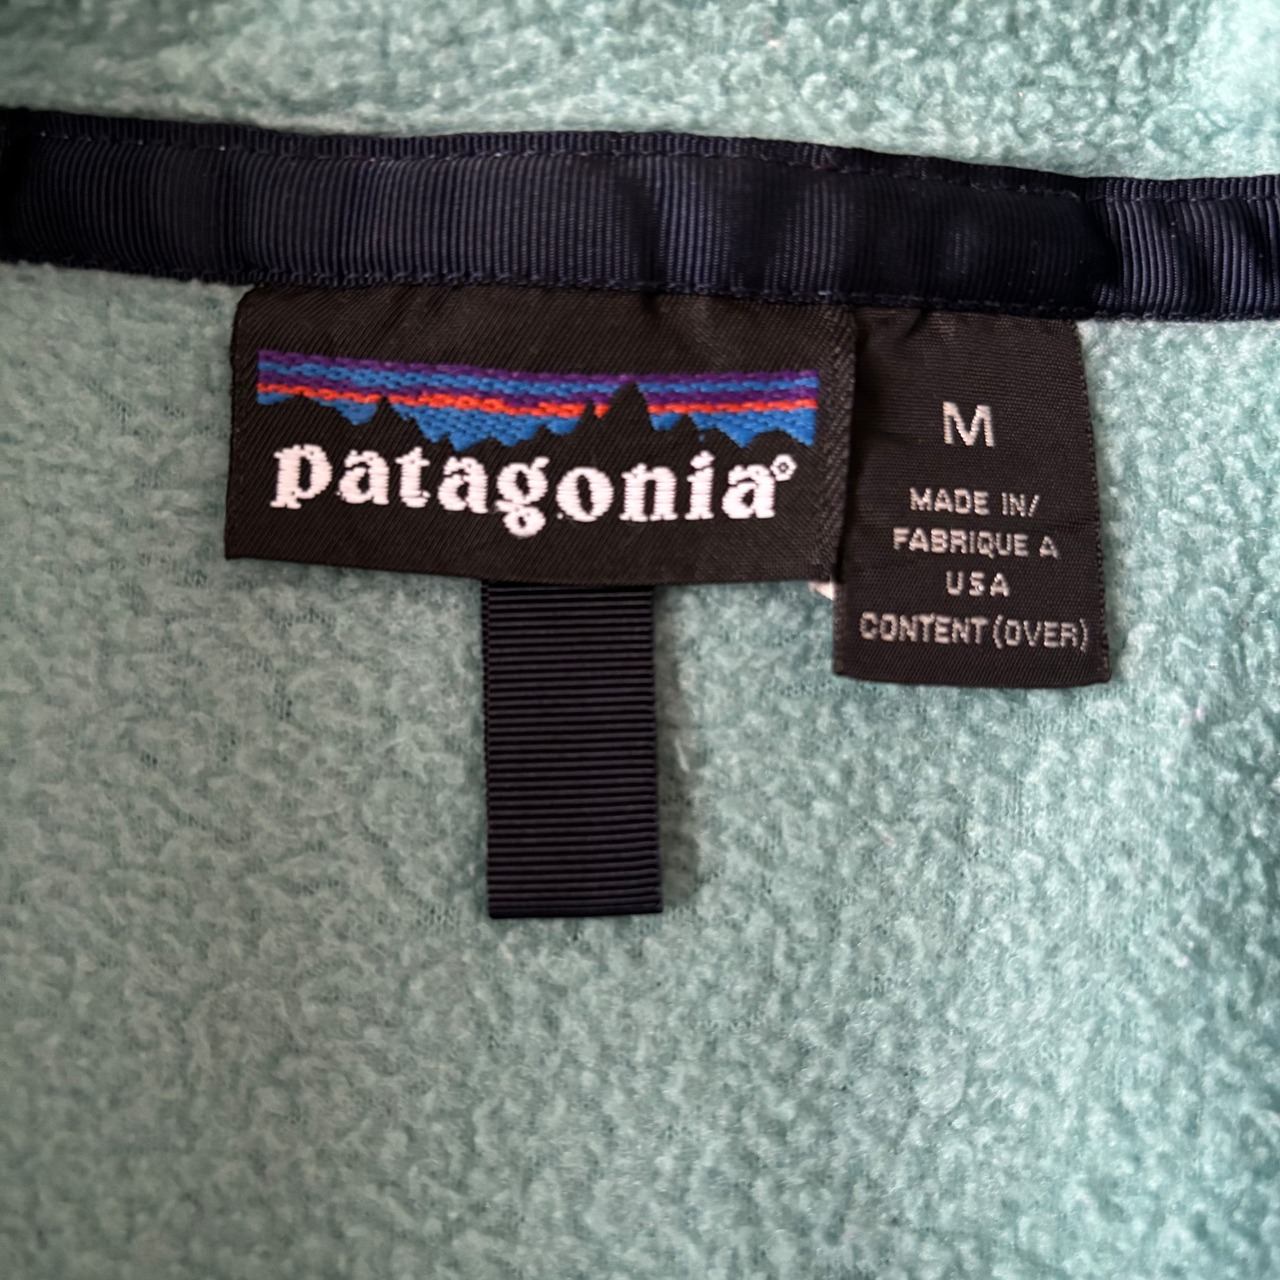 patagonia®
M
MADE IN/
FABRIQUE A
USA
CONTENT (OVER)